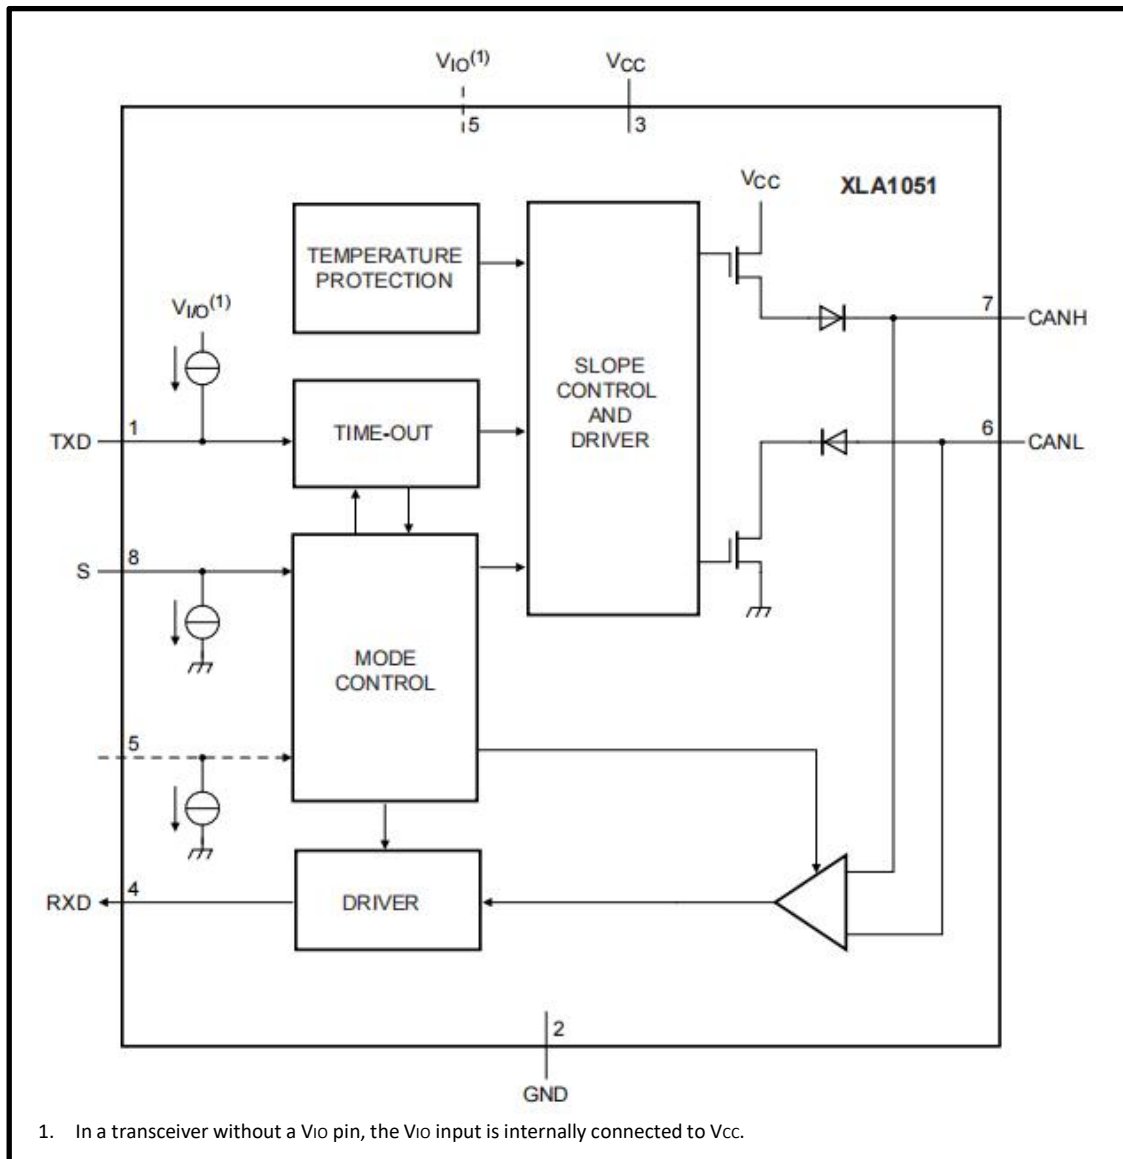 VIO(1)
VCC
5
3
VCC
XLA1051
TEMPERATURE
PROTECTION
VI/O(1)
7
CANH
SLOPE
CONTROL
AND
DRIVER
1
TXD
TIME-OUT
6
CANL
8
S
MODE
CONTROL
5
4
RXD
DRIVER
2
GND
1. In a transceiver without a VIO pin, the VIO input is internally connected to VCC.